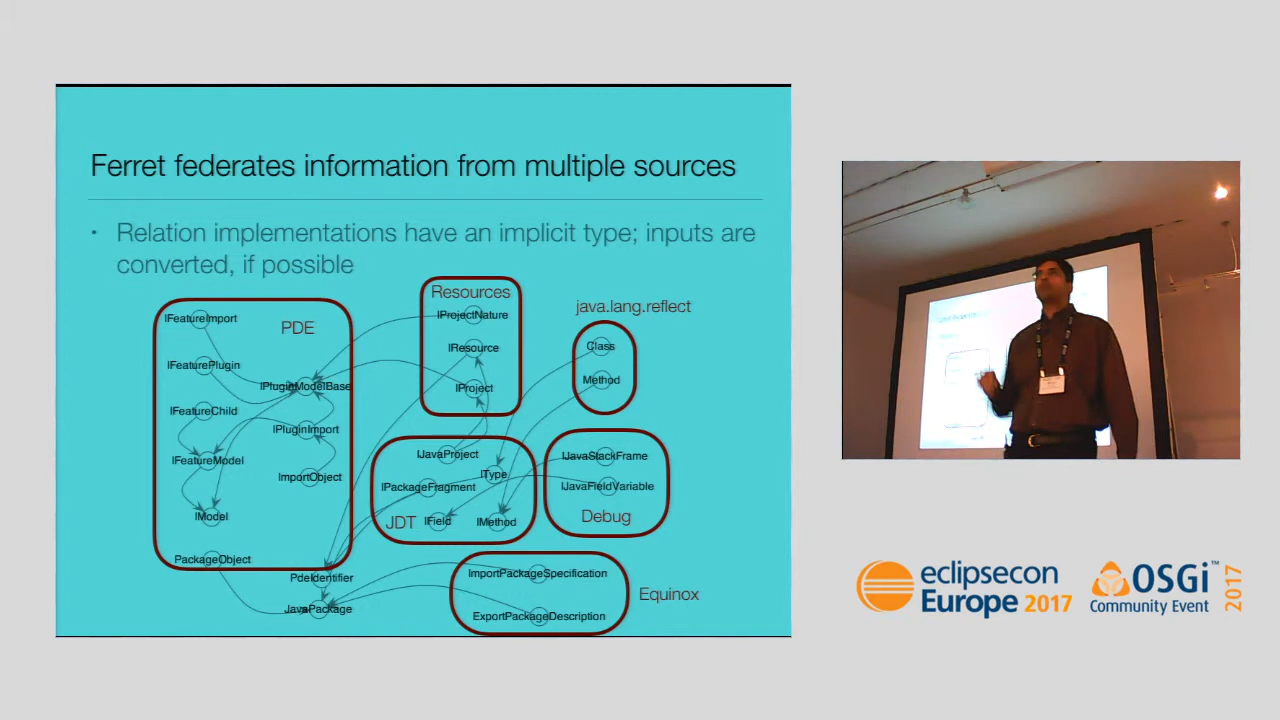 Ferret federates information from multiple sources
• Relation implementations have an implicit type; inputs are
converted, if possible
Resources
IProjectNature
IResource
IProject
java.lang.reflect
Class
Method
PDE
IFeatureImport
IFeaturePlugin
IPluginModelBase
IFeatureChild
IPluginImport
IFeatureModel
ImportObject
IModel
PackageObject
IJavaProject
IType
IPackageFragment
JDT
IField
IMethod
IJavaStackFrame
IJavaFieldVariable
Debug
PdeIdentifier
JavaPackage
ImportPackageSpecification
ExportPackageDescription
Equinox
eclipsecon
Europe 2017
OSGi™
Community Event
2017